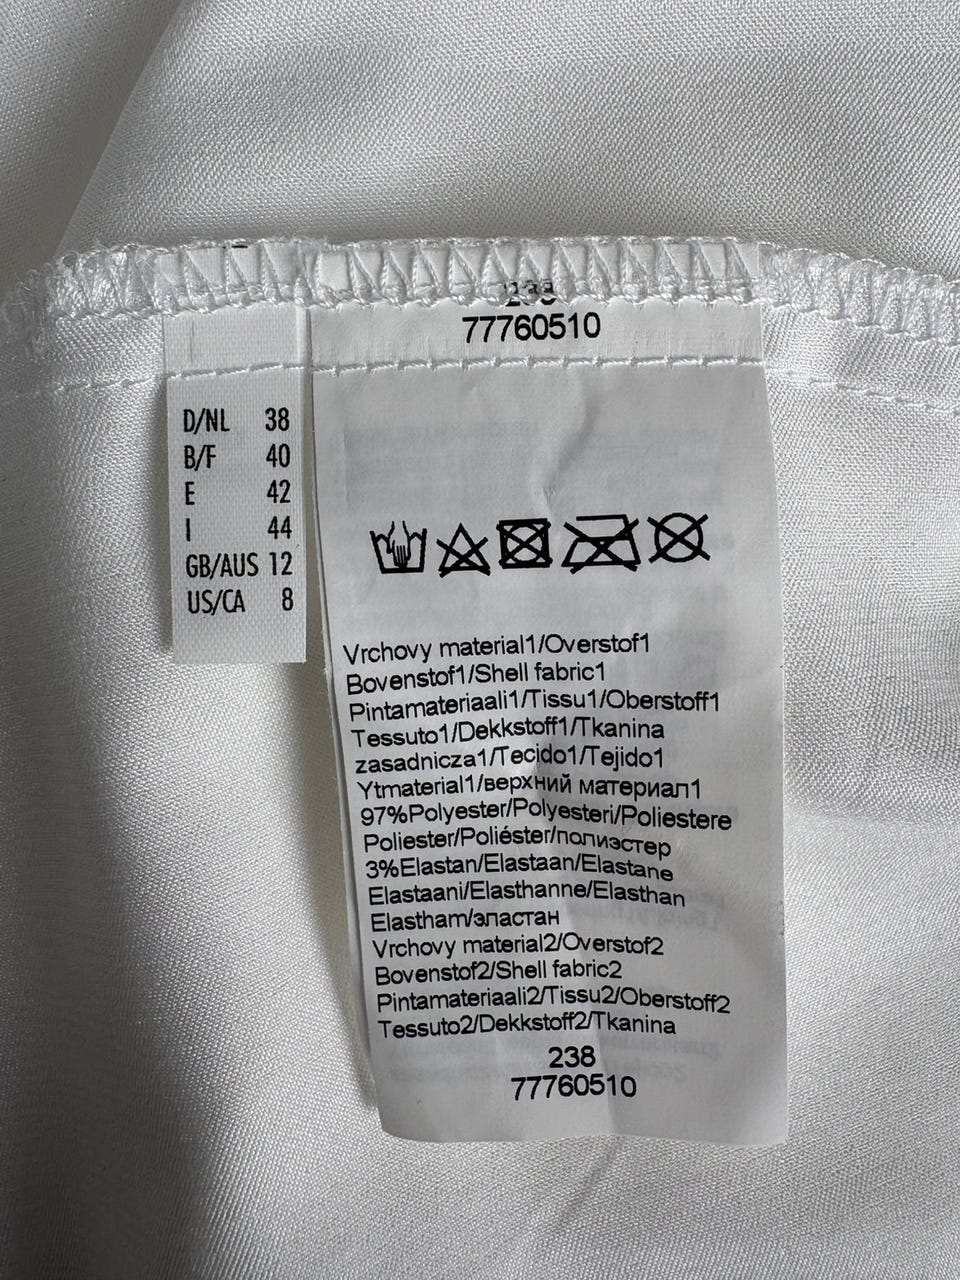 77760510
D/NL 38
B/F 40
E 42
I 44
GB/AUS 12
US/CA 8
Vrchovy material1/Overstof1
Bovenstof1/Shell fabric1
Pintamateriaali1/Tissu1/Oberstoff1
Tessuto1/Dekkstoff1/Tkanina
zasadnicza1/Tecido1/Tejido1
Ytmaterial1/верхний материал1
97%Polyester/Polyesteri/Poliestere
Poliester/Poliéster/полиэстер
3%Elastan/Elastaan/Elastane
Elastaani/Elasthanne/Elasthan
Elastham/эластан
Vrchovy material2/Overstof2
Bovenstof2/Shell fabric2
Pintamateriaali2/Tissu2/Oberstoff2
Tessuto2/Dekkstoff2/Tkanina
238
77760510